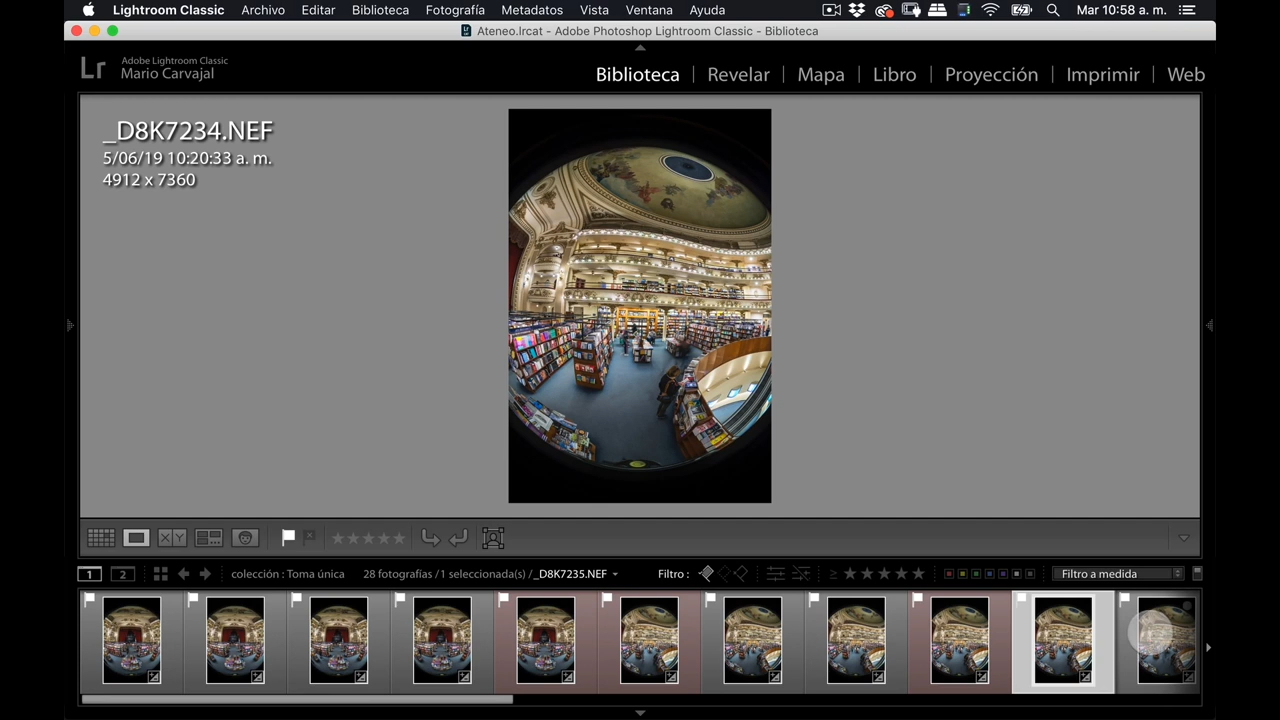 Lightroom Classic Archivo Editar Biblioteca Fotografía Metadatos Vista Ventana Ayuda Mar 10:58 a. m.
Ateneo.lrcat - Adobe Photoshop Lightroom Classic - Biblioteca
Lr Adobe Lightroom Classic
Mario Carvajal
Biblioteca | Revelar | Mapa | Libro | Proyección | Imprimir | Web
_D8K7234.NEF
5/06/19 10:20:33 a. m.
4912 x 7360
X Y
1 2 colección : Toma única 28 fotografías /1 seleccionada(s) /_D8K7235.NEF Filtro : ≥ Filtro a medida